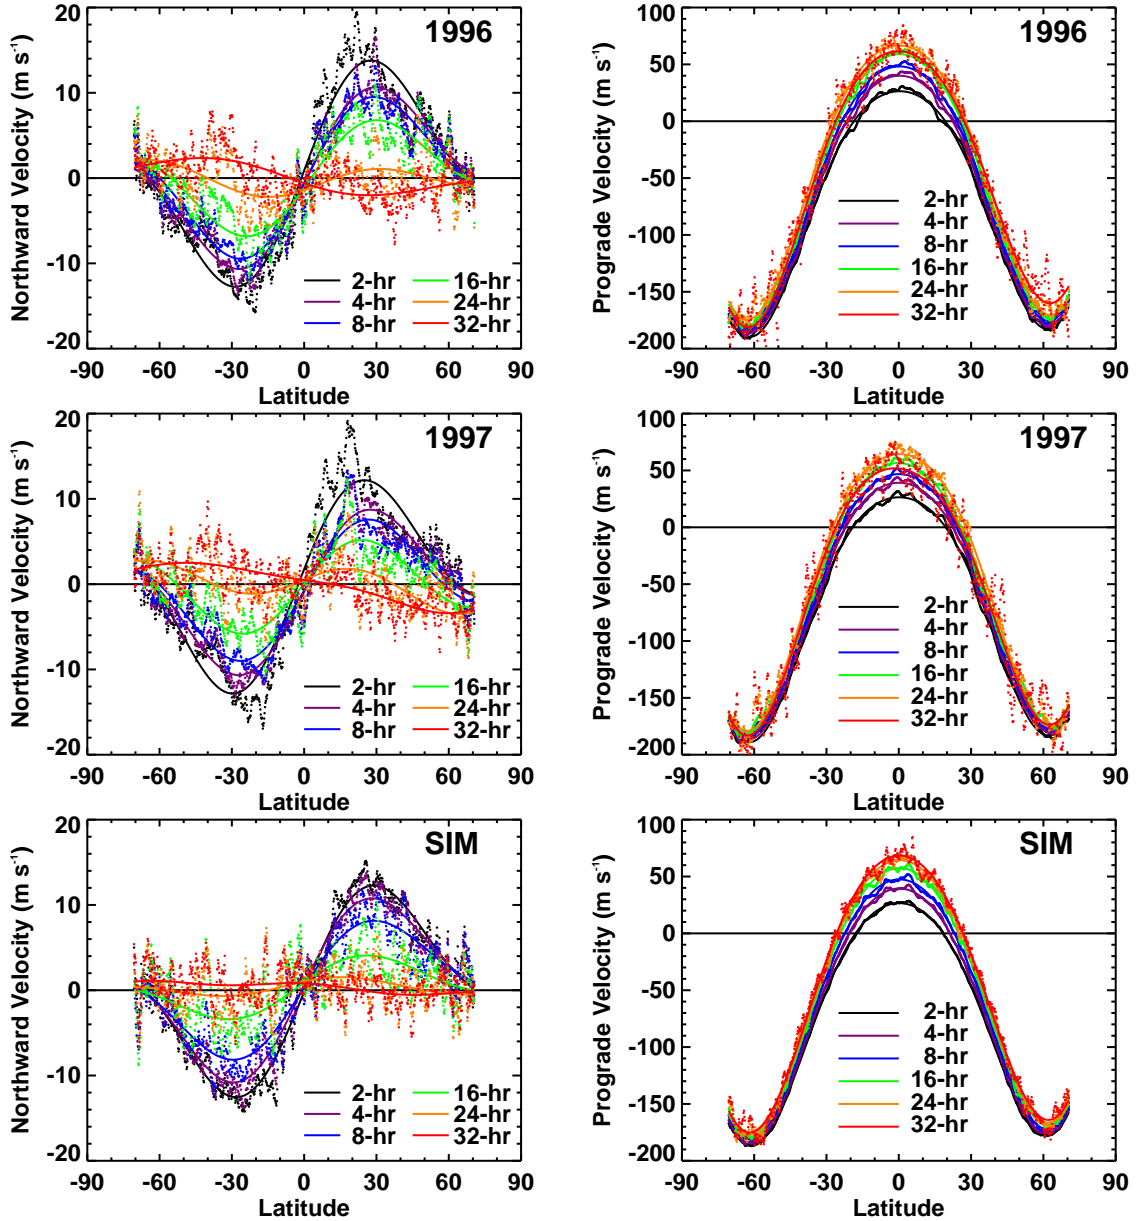 1996
Northward Velocity (m s⁻¹)
20
10
0
-10
-20
2-hr 16-hr
4-hr 24-hr
8-hr 32-hr
-90 -60 -30 0 30 60 90
Latitude
1996
Prograde Velocity (m s⁻¹)
100
50
0
-50
-100
-150
-200
2-hr
4-hr
8-hr
16-hr
24-hr
32-hr
-90 -60 -30 0 30 60 90
Latitude
1997
Northward Velocity (m s⁻¹)
20
10
0
-10
-20
2-hr 16-hr
4-hr 24-hr
8-hr 32-hr
-90 -60 -30 0 30 60 90
Latitude
1997
Prograde Velocity (m s⁻¹)
100
50
0
-50
-100
-150
-200
2-hr
4-hr
8-hr
16-hr
24-hr
32-hr
-90 -60 -30 0 30 60 90
Latitude
SIM
Northward Velocity (m s⁻¹)
20
10
0
-10
-20
2-hr 16-hr
4-hr 24-hr
8-hr 32-hr
-90 -60 -30 0 30 60 90
Latitude
SIM
Prograde Velocity (m s⁻¹)
100
50
0
-50
-100
-150
-200
2-hr
4-hr
8-hr
16-hr
24-hr
32-hr
-90 -60 -30 0 30 60 90
Latitude